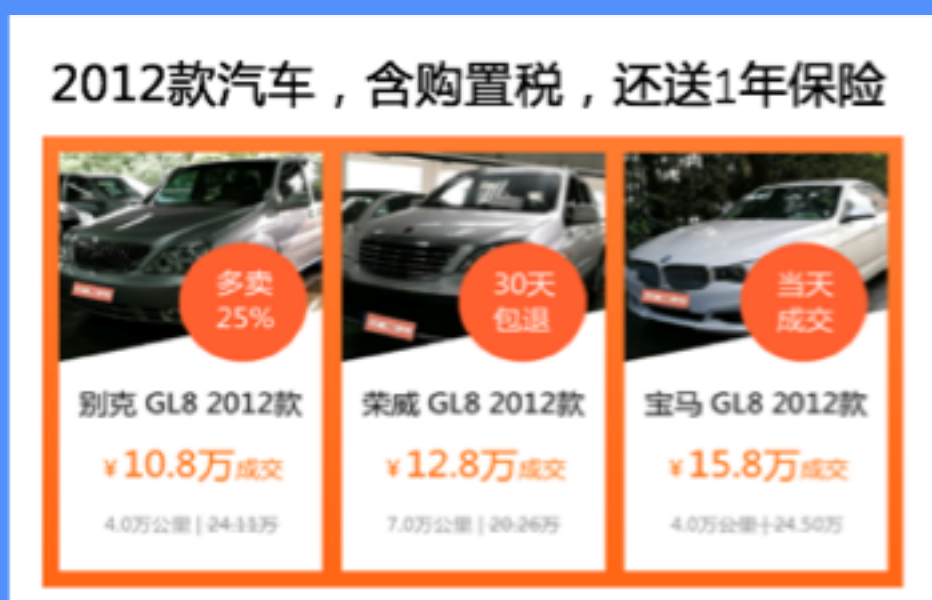 2012款汽车，含购置税，还送1年保险
多卖
25%
30天
包退
当天
成交
别克 GL8 2012款
荣威 GL8 2012款
宝马 GL8 2012款
¥10.8万成交
¥12.8万成交
¥15.8万成交
4.0万公里 | 24.11万
7.0万公里 | 20.26万
4.0万公里 | 24.50万